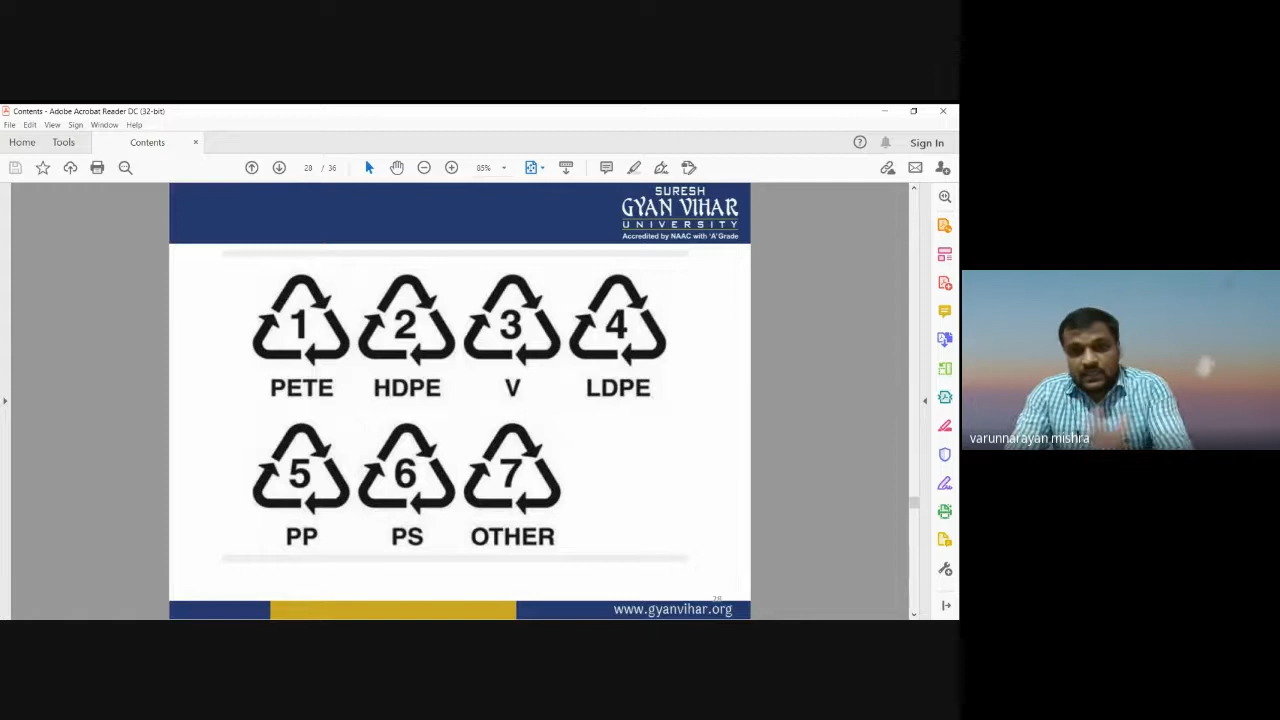 Contents - Adobe Acrobat Reader DC (32-bit)
File Edit View Sign Window Help
Home Tools Contents × Sign In
28 / 36 85%
SURESH
GYAN VIHAR
UNIVERSITY
Accredited by NAAC with 'A' Grade
1 2 3 4
PETE HDPE V LDPE
5 6 7
PP PS OTHER
28
www.gyanvihar.org
varunnarayan mishra